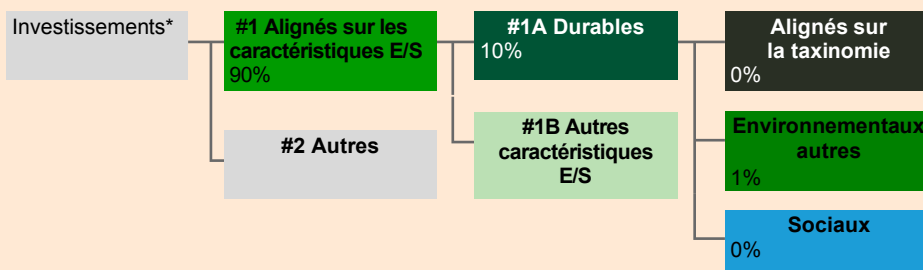 Investissements*
#1 Alignés sur les
caractéristiques E/S
90%
#2 Autres
#1A Durables
10%
#1B Autres
caractéristiques
E/S
Alignés sur
la taxinomie
0%
Environnementaux
autres
1%
Sociaux
0%